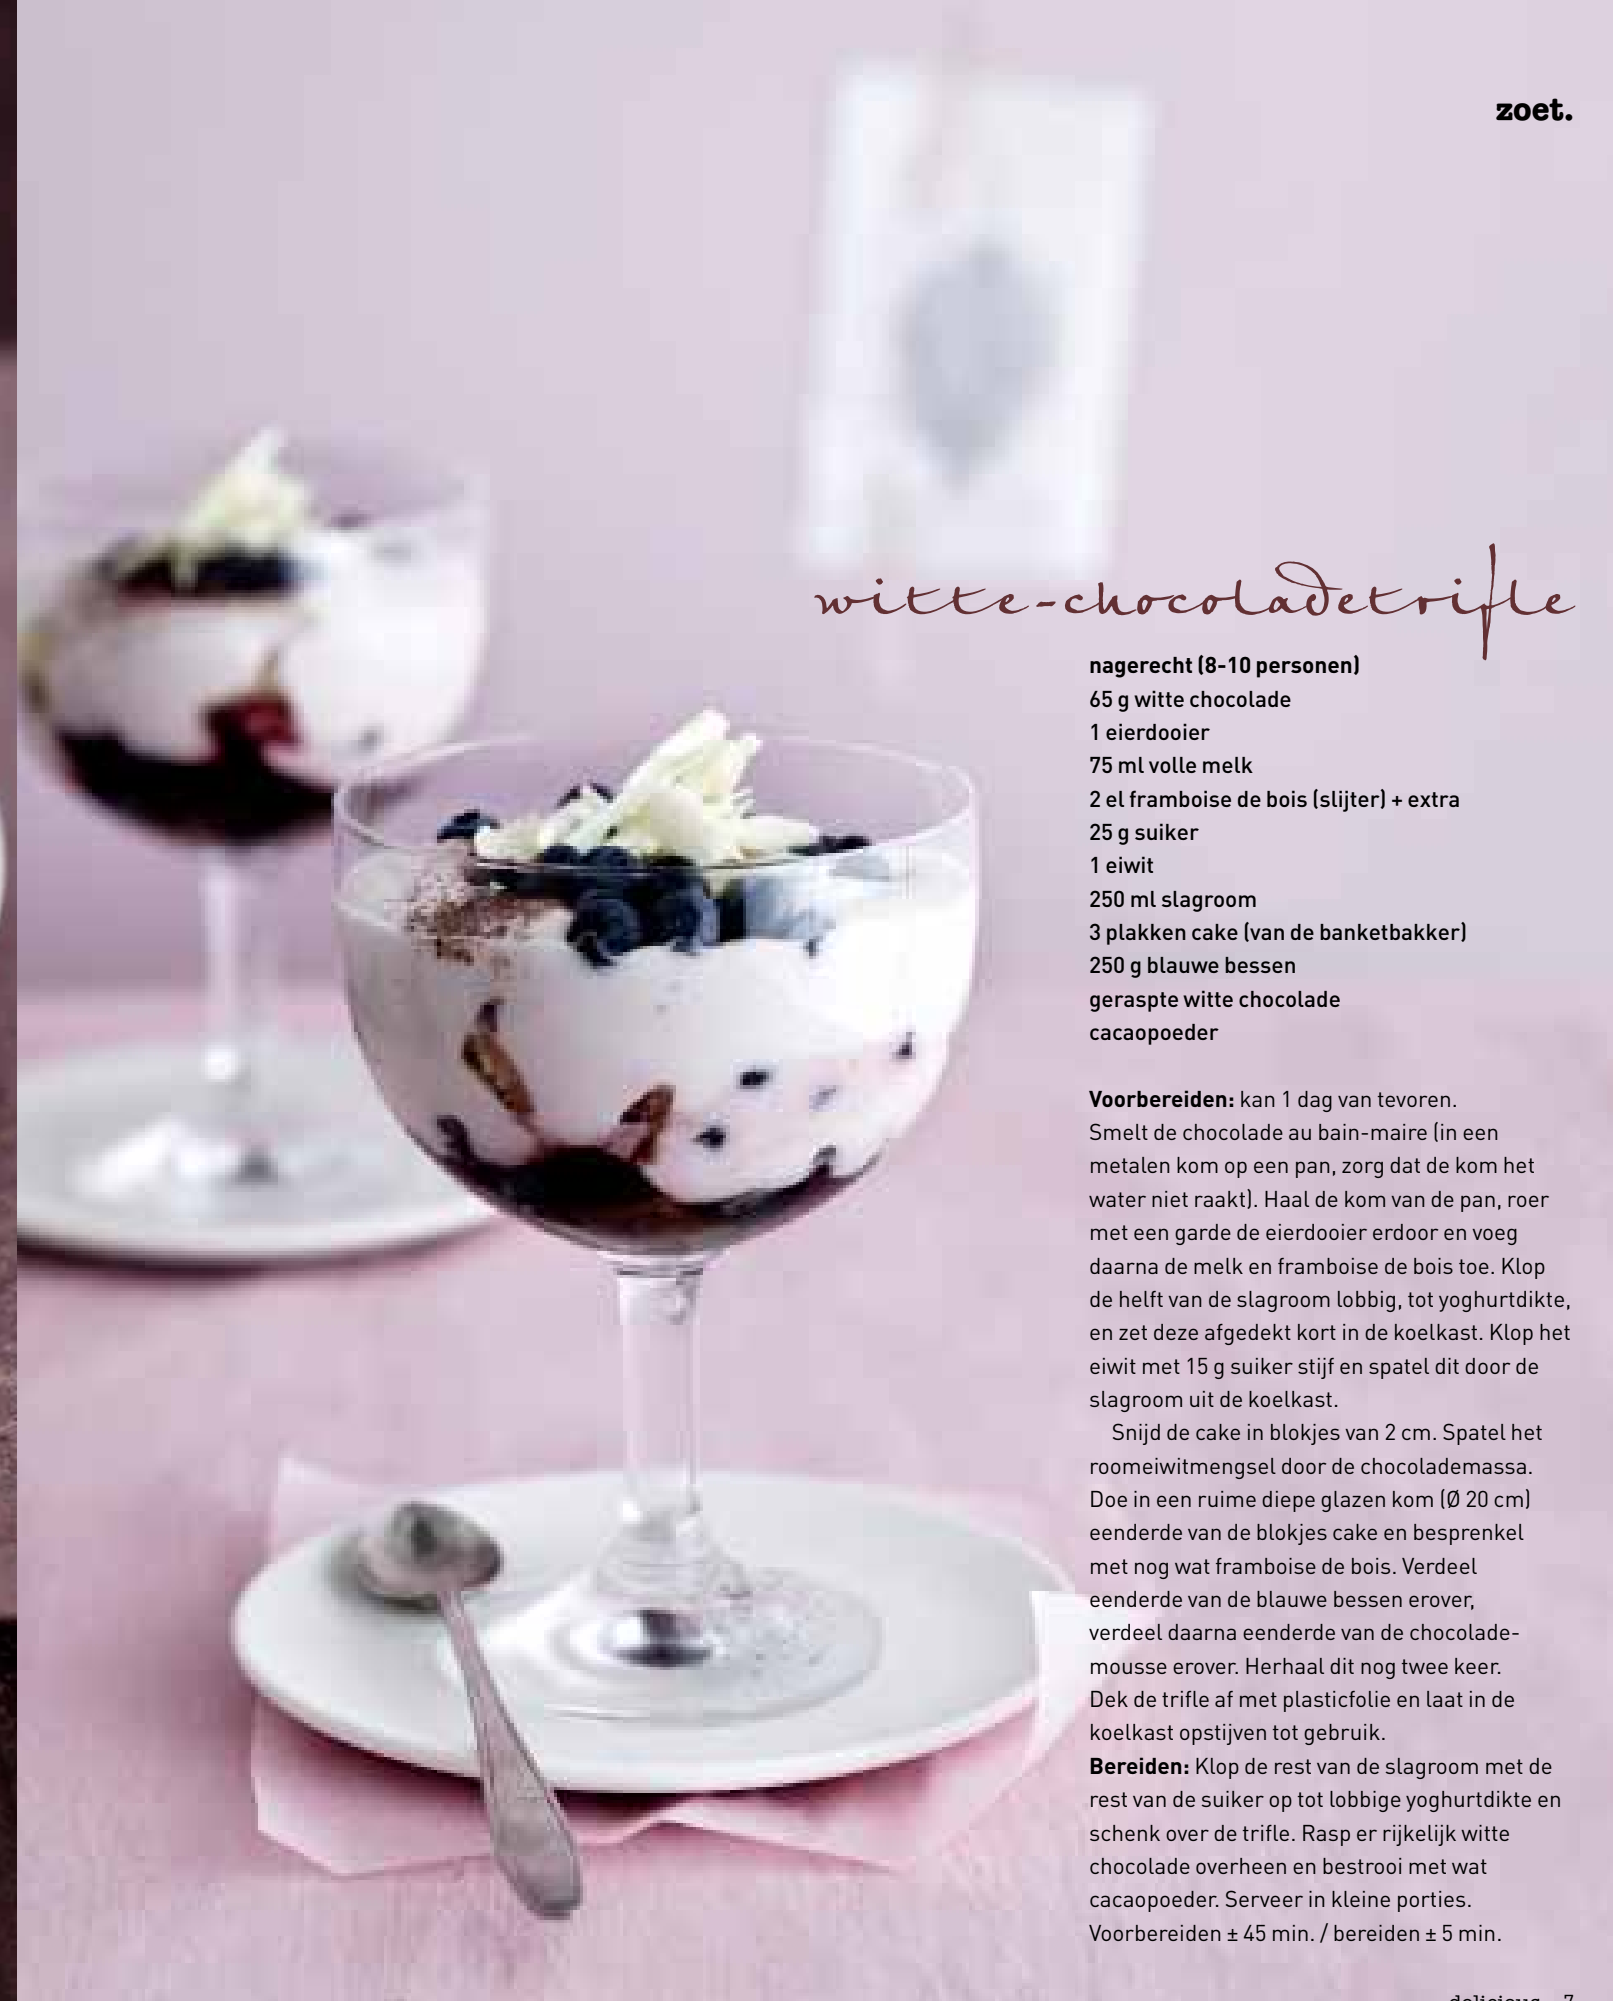 zoet.
witte-chocoladetrifle
nagerecht (8-10 personen)
65 g witte chocolade
1 eierdooier
75 ml volle melk
2 el framboise de bois (slijter) + extra
25 g suiker
1 eiwit
250 ml slagroom
3 plakken cake (van de banketbakker)
250 g blauwe bessen
geraspte witte chocolade
cacaopoeder
Voorbereiden: kan 1 dag van tevoren.
Smelt de chocolade au bain-maire (in een
metalen kom op een pan, zorg dat de kom het
water niet raakt). Haal de kom van de pan, roer
met een garde de eierdooier erdoor en voeg
daarna de melk en framboise de bois toe. Klop
de helft van de slagroom lobbig, tot yoghurtdikte,
en zet deze afgedekt kort in de koelkast. Klop het
eiwit met 15 g suiker stijf en spatel dit door de
slagroom uit de koelkast.
Snijd de cake in blokjes van 2 cm. Spatel het
roomeiwitmengsel door de chocolademassa.
Doe in een ruime diepe glazen kom (Ø 20 cm)
eenderde van de blokjes cake en besprenkel
met nog wat framboise de bois. Verdeel
eenderde van de blauwe bessen erover,
verdeel daarna eenderde van de chocolade-
mousse erover. Herhaal dit nog twee keer.
Dek de trifle af met plasticfolie en laat in de
koelkast opstijven tot gebruik.
Bereiden: Klop de rest van de slagroom met de
rest van de suiker op tot lobbige yoghurtdikte en
schenk over de trifle. Rasp er rijkelijk witte
chocolade overheen en bestrooi met wat
cacaopoeder. Serveer in kleine porties.
Voorbereiden ± 45 min. / bereiden ± 5 min.
delicious. 7